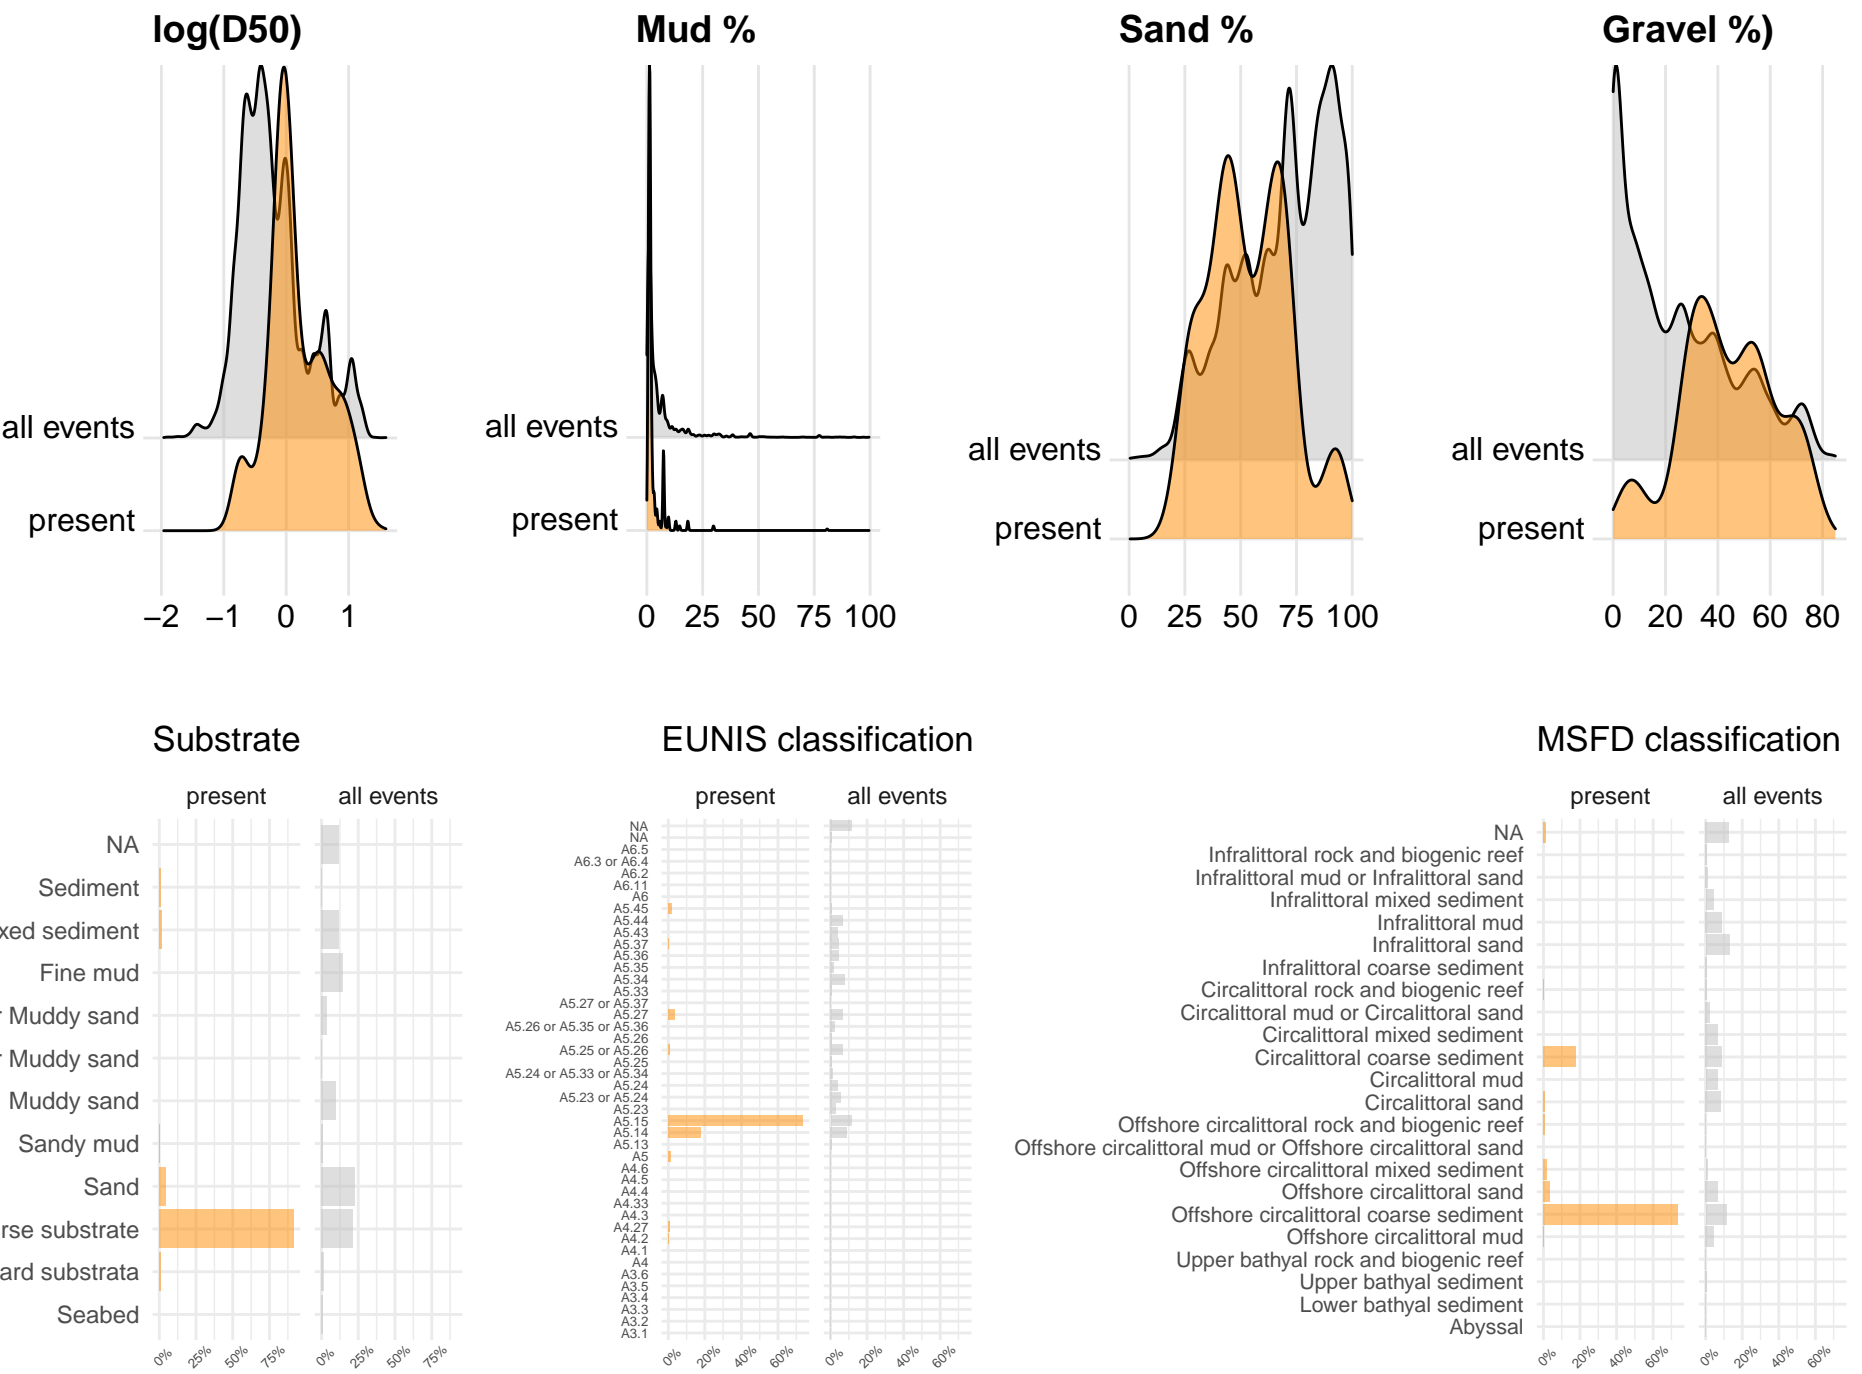 log(D50)
Mud %
Sand %
Gravel %)
all events
present
−2 −1 0 1
all events
present
0 25 50 75 100
all events
present
0 25 50 75 100
all events
present
0 20 40 60 80
Substrate
present all events
NA
Sediment
xed sediment
Fine mud
r Muddy sand
r Muddy sand
Muddy sand
Sandy mud
Sand
rse substrate
ard substrata
Seabed
0% 25% 50% 75% 0% 25% 50% 75%
EUNIS classification
present all events
NA
NA
A6.5
A6.3 or A6.4
A6.2
A6.11
A6
A5.45
A5.44
A5.43
A5.37
A5.36
A5.35
A5.34
A5.33
A5.27 or A5.37
A5.27
A5.26 or A5.35 or A5.36
A5.26
A5.25 or A5.26
A5.25
A5.24 or A5.33 or A5.34
A5.24
A5.23 or A5.24
A5.23
A5.15
A5.14
A5.13
A5
A4.6
A4.5
A4.4
A4.33
A4.3
A4.27
A4.2
A4.1
A4
A3.6
A3.5
A3.4
A3.3
A3.2
A3.1
0% 20% 40% 60% 0% 20% 40% 60%
MSFD classification
present all events
NA
Infralittoral rock and biogenic reef
Infralittoral mud or Infralittoral sand
Infralittoral mixed sediment
Infralittoral mud
Infralittoral sand
Infralittoral coarse sediment
Circalittoral rock and biogenic reef
Circalittoral mud or Circalittoral sand
Circalittoral mixed sediment
Circalittoral coarse sediment
Circalittoral mud
Circalittoral sand
Offshore circalittoral rock and biogenic reef
Offshore circalittoral mud or Offshore circalittoral sand
Offshore circalittoral mixed sediment
Offshore circalittoral sand
Offshore circalittoral coarse sediment
Offshore circalittoral mud
Upper bathyal rock and biogenic reef
Upper bathyal sediment
Lower bathyal sediment
Abyssal
0% 20% 40% 60% 0% 20% 40% 60%